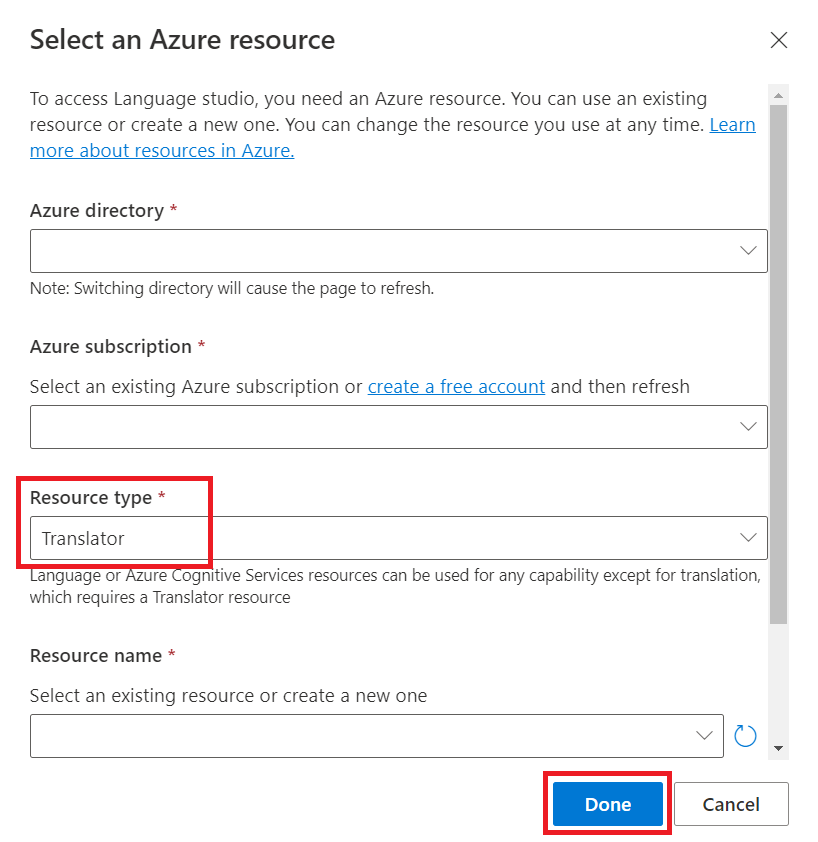 Select an Azure resource
To access Language studio, you need an Azure resource. You can use an existing
resource or create a new one. You can change the resource you use at any time. Learn
more about resources in Azure.
Azure directory *
Note: Switching directory will cause the page to refresh.
Azure subscription *
Select an existing Azure subscription or create a free account and then refresh
Resource type *
Translator
Language or Azure Cognitive Services resources can be used for any capability except for translation,
which requires a Translator resource
Resource name *
Select an existing resource or create a new one
Done
Cancel